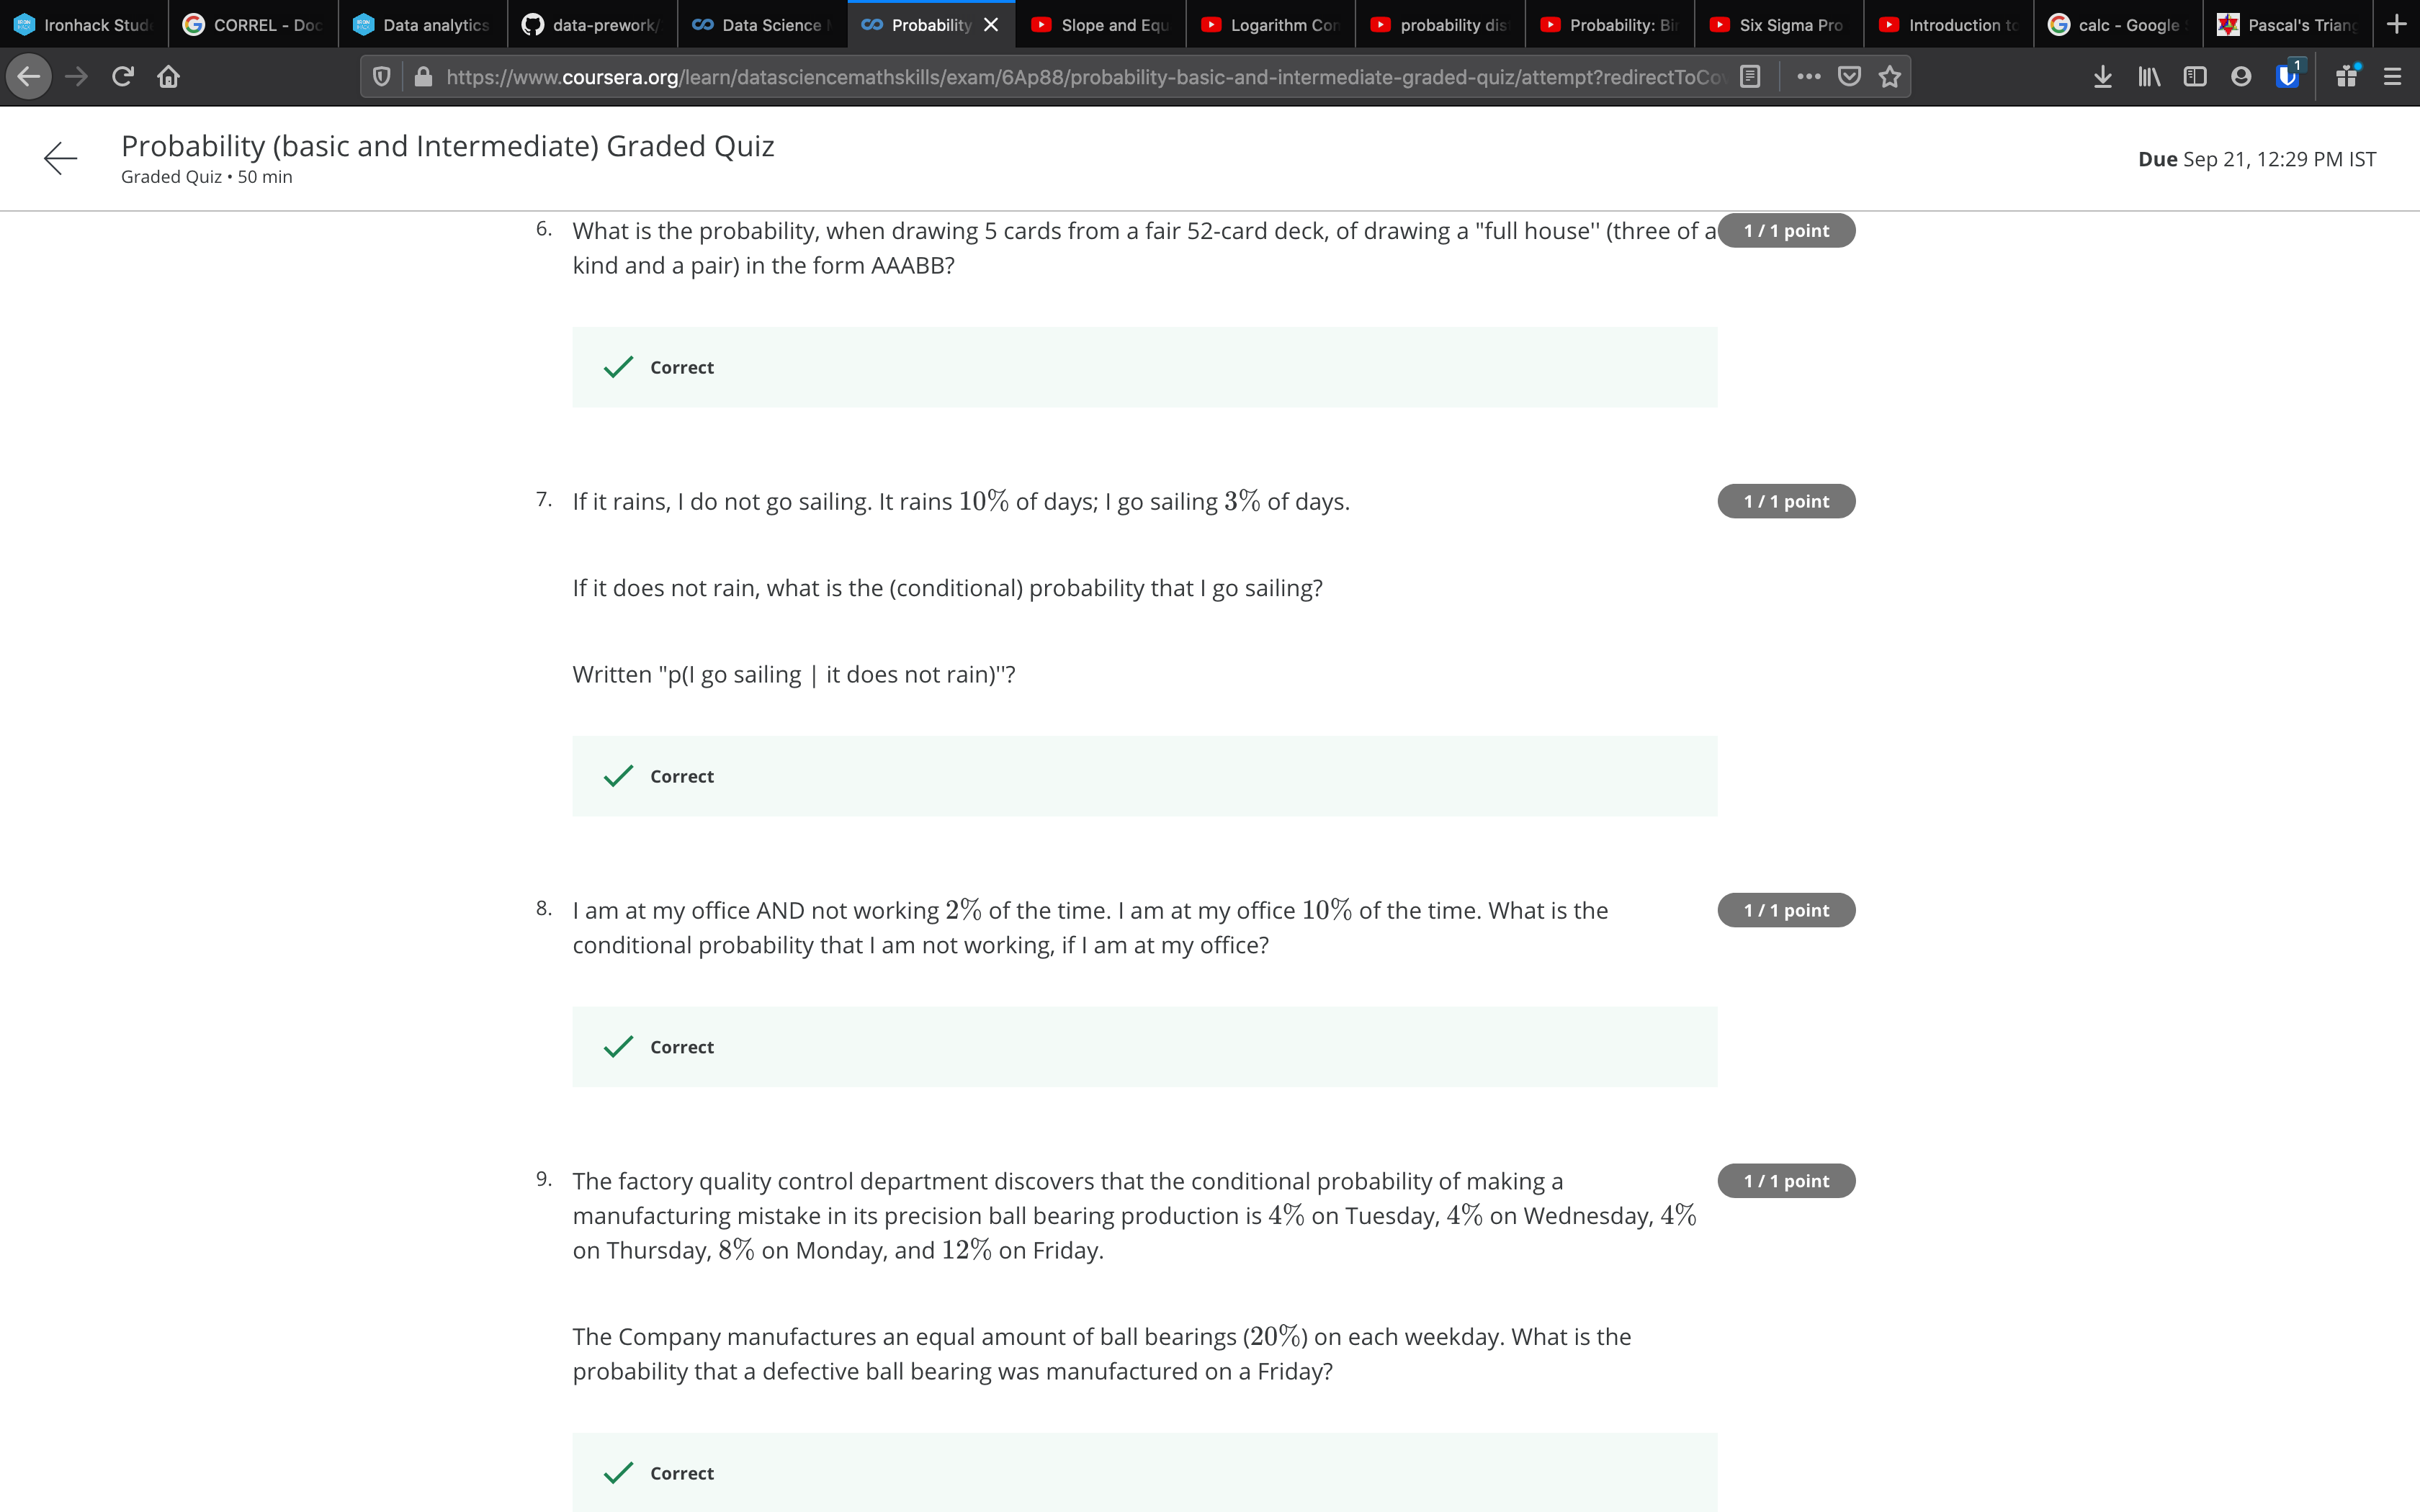 Ironhack Stud
CORREL - Doc
Data analytics
data-prework/
Data Science
Probability
Slope and Equ
Logarithm Con
probability dis
Probability: Bi
Six Sigma Pro
Introduction to
calc - Google
Pascal's Triang
https://www.coursera.org/learn/datasciencemathskills/exam/6Ap88/probability-basic-and-intermediate-graded-quiz/attempt?redirectToCo
1
Probability (basic and Intermediate) Graded Quiz
Graded Quiz • 50 min
Due Sep 21, 12:29 PM IST
6. What is the probability, when drawing 5 cards from a fair 52-card deck, of drawing a "full house'' (three of a
1 / 1 point
kind and a pair) in the form AAABB?
Correct
7. If it rains, I do not go sailing. It rains 10% of days; I go sailing 3% of days.
1 / 1 point
If it does not rain, what is the (conditional) probability that I go sailing?
Written "p(I go sailing | it does not rain)''?
Correct
8. I am at my office AND not working 2% of the time. I am at my office 10% of the time. What is the
1 / 1 point
conditional probability that I am not working, if I am at my office?
Correct
9. The factory quality control department discovers that the conditional probability of making a
1 / 1 point
manufacturing mistake in its precision ball bearing production is 4% on Tuesday, 4% on Wednesday, 4%
on Thursday, 8% on Monday, and 12% on Friday.
The Company manufactures an equal amount of ball bearings (20%) on each weekday. What is the
probability that a defective ball bearing was manufactured on a Friday?
Correct